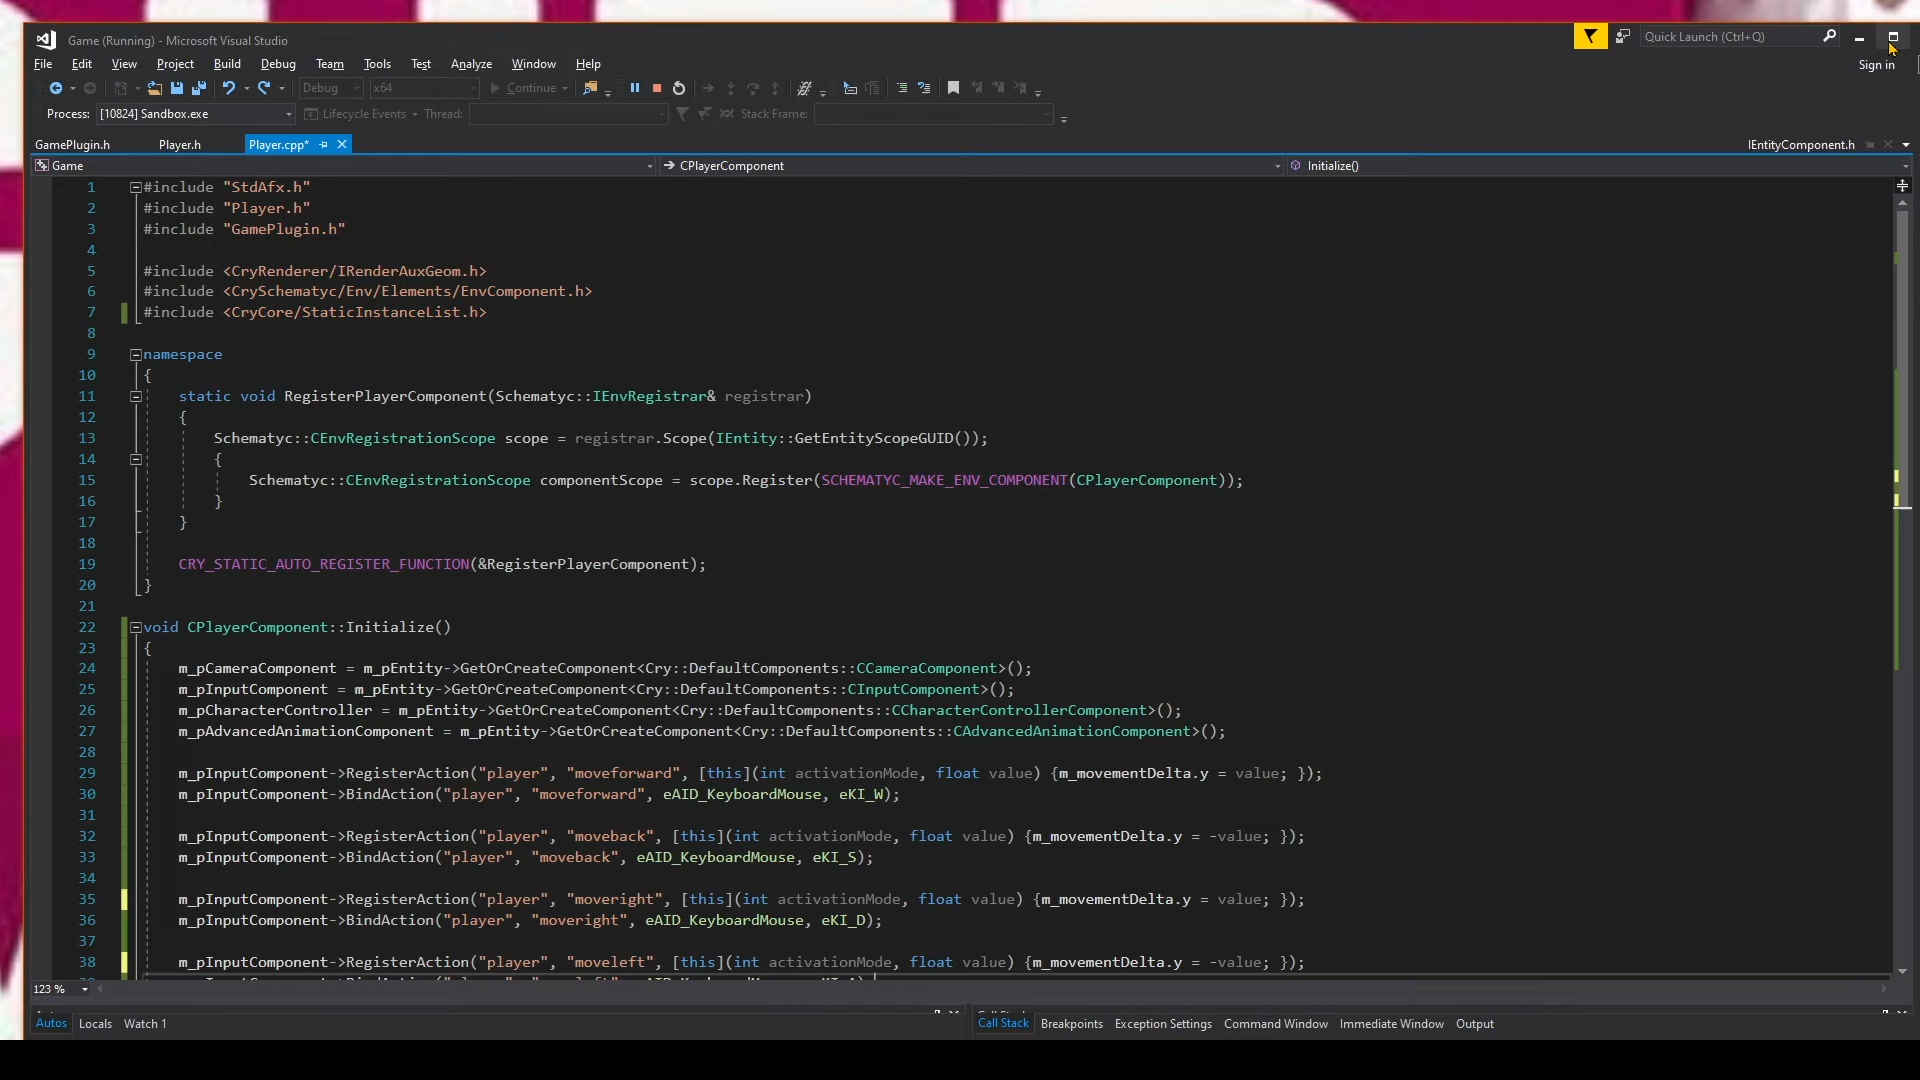 Game (Running) - Microsoft Visual Studio
Quick Launch (Ctrl+Q)
File Edit View Project Build Debug Team Tools Test Analyze Window Help
Sign in
Debug x64 Continue
Process: [10824] Sandbox.exe Lifecycle Events Thread: Stack Frame:
GamePlugin.h Player.h Player.cpp* IEntityComponent.h
Game CPlayerComponent Initialize()
1 #include "StdAfx.h"
2 #include "Player.h"
3 #include "GamePlugin.h"
4
5 #include <CryRenderer/IRenderAuxGeom.h>
6 #include <CrySchematyc/Env/Elements/EnvComponent.h>
7 #include <CryCore/StaticInstanceList.h>
8
9 namespace
10 {
11 static void RegisterPlayerComponent(Schematyc::IEnvRegistrar& registrar)
12 {
13 Schematyc::CEnvRegistrationScope scope = registrar.Scope(IEntity::GetEntityScopeGUID());
14 {
15 Schematyc::CEnvRegistrationScope componentScope = scope.Register(SCHEMATYC_MAKE_ENV_COMPONENT(CPlayerComponent));
16 }
17 }
18
19 CRY_STATIC_AUTO_REGISTER_FUNCTION(&RegisterPlayerComponent);
20 }
21
22 void CPlayerComponent::Initialize()
23 {
24 m_pCameraComponent = m_pEntity->GetOrCreateComponent<Cry::DefaultComponents::CCameraComponent>();
25 m_pInputComponent = m_pEntity->GetOrCreateComponent<Cry::DefaultComponents::CInputComponent>();
26 m_pCharacterController = m_pEntity->GetOrCreateComponent<Cry::DefaultComponents::CCharacterControllerComponent>();
27 m_pAdvancedAnimationComponent = m_pEntity->GetOrCreateComponent<Cry::DefaultComponents::CAdvancedAnimationComponent>();
28
29 m_pInputComponent->RegisterAction("player", "moveforward", [this](int activationMode, float value) {m_movementDelta.y = value; });
30 m_pInputComponent->BindAction("player", "moveforward", eAID_KeyboardMouse, eKI_W);
31
32 m_pInputComponent->RegisterAction("player", "moveback", [this](int activationMode, float value) {m_movementDelta.y = -value; });
33 m_pInputComponent->BindAction("player", "moveback", eAID_KeyboardMouse, eKI_S);
34
35 m_pInputComponent->RegisterAction("player", "moveright", [this](int activationMode, float value) {m_movementDelta.y = value; });
36 m_pInputComponent->BindAction("player", "moveright", eAID_KeyboardMouse, eKI_D);
37
38 m_pInputComponent->RegisterAction("player", "moveleft", [this](int activationMode, float value) {m_movementDelta.y = -value; });
123 %
Autos Locals Watch 1 Call Stack Breakpoints Exception Settings Command Window Immediate Window Output